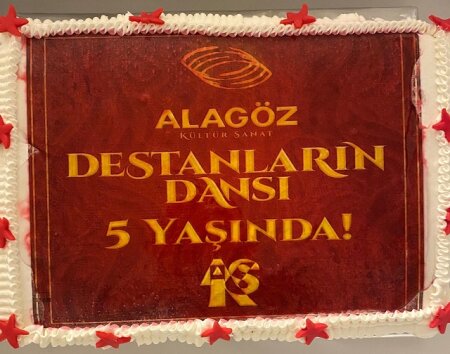 ALAGÖZ
KÜLTÜR SANAT
DESTANLARIN
DANSI
5 YAŞINDA!